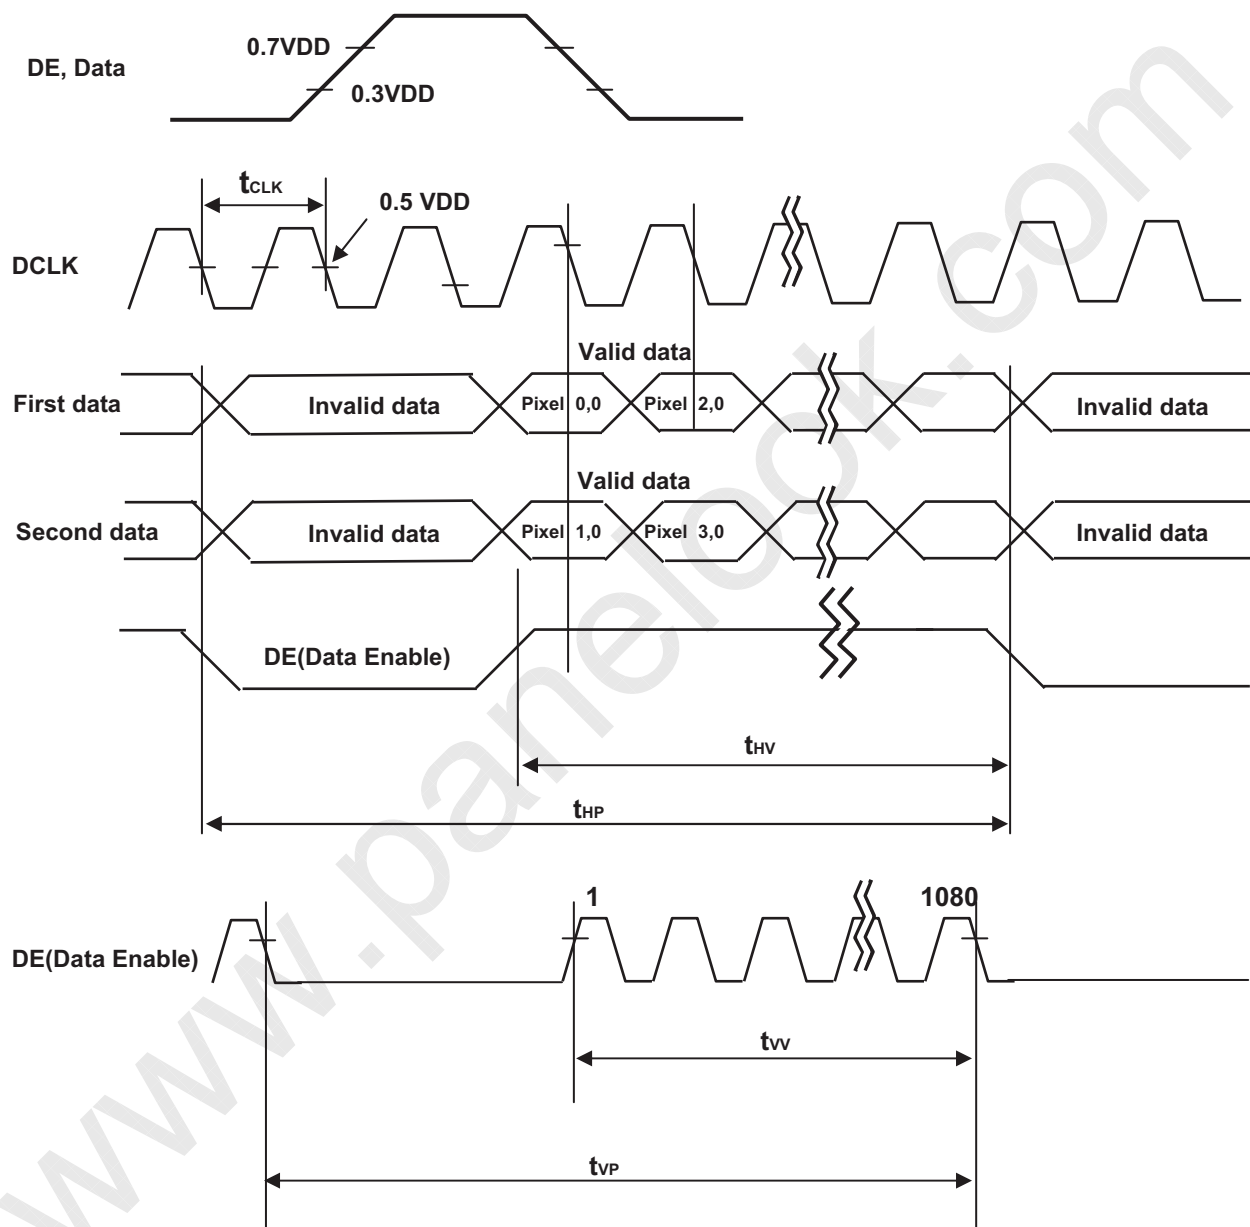 0.7VDD
DE, Data
0.3VDD
tCLK
0.5 VDD
DCLK
Valid data
First data
Invalid data
Pixel 0,0
Pixel 2,0
Invalid data
Valid data
Second data
Invalid data
Pixel 1,0
Pixel 3,0
Invalid data
DE(Data Enable)
tHV
tHP
1
1080
DE(Data Enable)
tVV
tVP
www.panelook.com